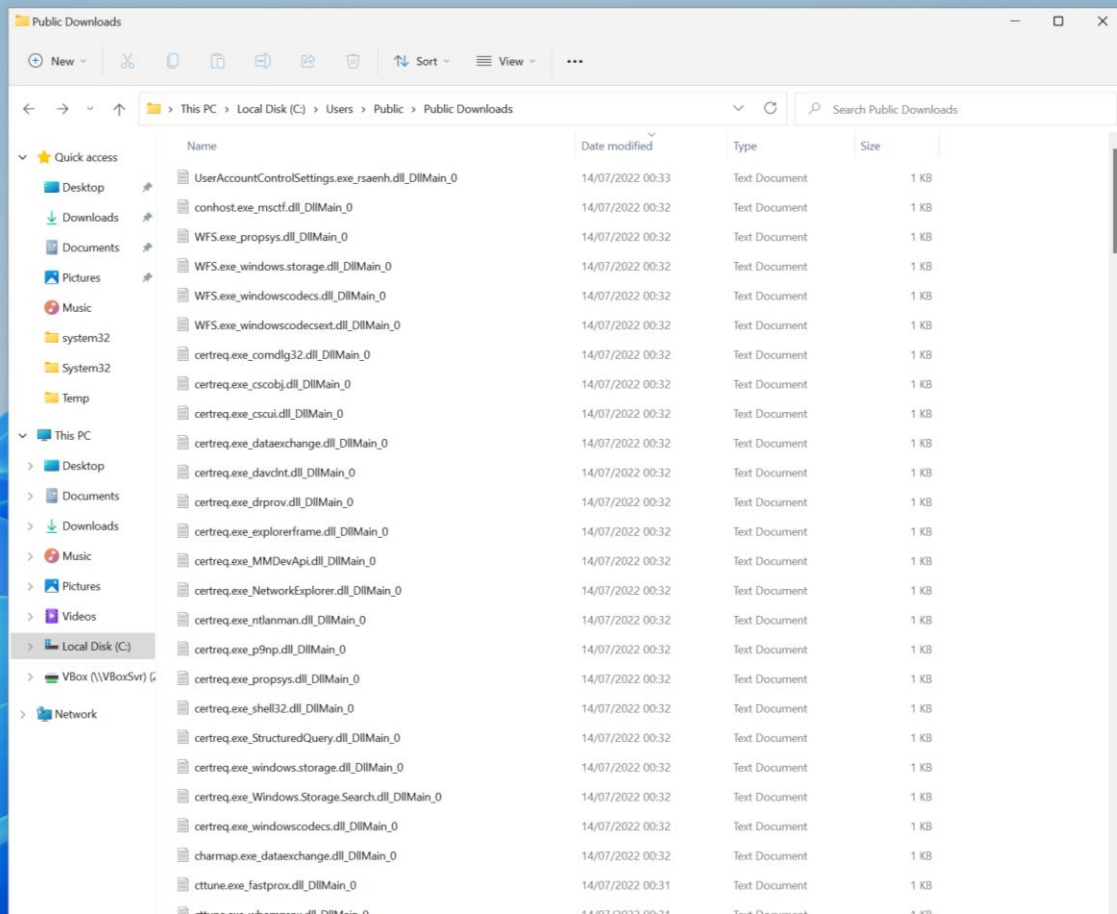 Public Downloads
New Sort View
This PC > Local Disk (C:) > Users > Public > Public Downloads Search Public Downloads
Quick access
Desktop
Downloads
Documents
Pictures
Music
system32
System32
Temp
This PC
Desktop
Documents
Downloads
Music
Pictures
Videos
Local Disk (C:)
VBox (\\VBoxSvr)
Network
Name Date modified Type Size
UserAccountControlSettings.exe_rsaenh.dll_DllMain_0 14/07/2022 00:33 Text Document 1 KB
conhost.exe_msctf.dll_DllMain_0 14/07/2022 00:32 Text Document 1 KB
WFS.exe_propsys.dll_DllMain_0 14/07/2022 00:32 Text Document 1 KB
WFS.exe_windows.storage.dll_DllMain_0 14/07/2022 00:32 Text Document 1 KB
WFS.exe_windowscodecs.dll_DllMain_0 14/07/2022 00:32 Text Document 1 KB
WFS.exe_windowscodecsext.dll_DllMain_0 14/07/2022 00:32 Text Document 1 KB
certreq.exe_comdlg32.dll_DllMain_0 14/07/2022 00:32 Text Document 1 KB
certreq.exe_cscobj.dll_DllMain_0 14/07/2022 00:32 Text Document 1 KB
certreq.exe_cscui.dll_DllMain_0 14/07/2022 00:32 Text Document 1 KB
certreq.exe_dataexchange.dll_DllMain_0 14/07/2022 00:32 Text Document 1 KB
certreq.exe_davclnt.dll_DllMain_0 14/07/2022 00:32 Text Document 1 KB
certreq.exe_drprov.dll_DllMain_0 14/07/2022 00:32 Text Document 1 KB
certreq.exe_explorerframe.dll_DllMain_0 14/07/2022 00:32 Text Document 1 KB
certreq.exe_MMDevApi.dll_DllMain_0 14/07/2022 00:32 Text Document 1 KB
certreq.exe_NetworkExplorer.dll_DllMain_0 14/07/2022 00:32 Text Document 1 KB
certreq.exe_ntlanman.dll_DllMain_0 14/07/2022 00:32 Text Document 1 KB
certreq.exe_p9np.dll_DllMain_0 14/07/2022 00:32 Text Document 1 KB
certreq.exe_propsys.dll_DllMain_0 14/07/2022 00:32 Text Document 1 KB
certreq.exe_shell32.dll_DllMain_0 14/07/2022 00:32 Text Document 1 KB
certreq.exe_StructuredQuery.dll_DllMain_0 14/07/2022 00:32 Text Document 1 KB
certreq.exe_windows.storage.dll_DllMain_0 14/07/2022 00:32 Text Document 1 KB
certreq.exe_Windows.Storage.Search.dll_DllMain_0 14/07/2022 00:32 Text Document 1 KB
certreq.exe_windowscodecs.dll_DllMain_0 14/07/2022 00:32 Text Document 1 KB
charmap.exe_dataexchange.dll_DllMain_0 14/07/2022 00:32 Text Document 1 KB
cttune.exe_fastprox.dll_DllMain_0 14/07/2022 00:31 Text Document 1 KB